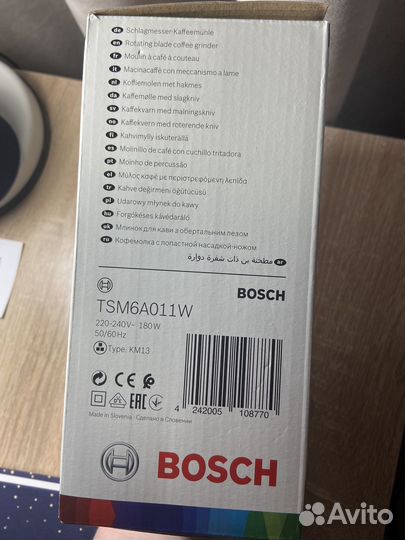 de Schlagmesser-Kaffeemühle
en Rotating blade coffee grinder
fr Moulin à café à couteau
it Macinacaffè con meccanismo a lame
nl Koffiemolen met hakmes
da Kaffemølle med slagkniv
sv Kaffekvarn med malningskniv
no Kaffekvern med roterende kniv
fi Kahvimylly iskuterällä
es Molinillo de café con cuchillo tritadora
pt Moinho de percussão
el Μύλος καφέ με περιστρεφόμενη λεπίδα
tr Kahve değirmeni öğütücüsü
pl Udarowy młynek do kawy
hu Forgókéses kávédaráló
uk Млинок для кави з обертальним лезом
ru Кофемолка с лопастной насадкой-ножом
ar مطحنة بن ذات شفرة دوارة
BOSCH
TSM6A011W
220-240V~ 180W
50/60Hz
Type: KM13
CE EAC
Made in Slovenia • Сделано в Словении
4 242005 108770
BOSCH
Avito